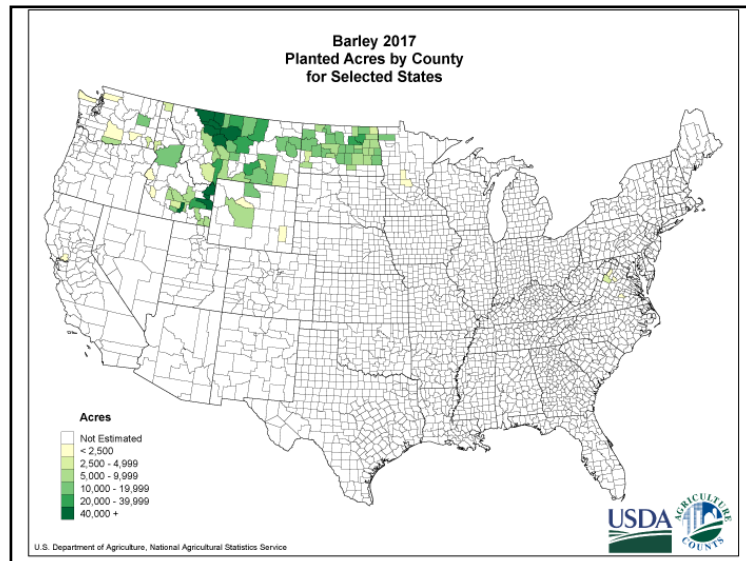 Barley 2017
Planted Acres by County
for Selected States
Acres
Not Estimated
< 2,500
2,500 - 4,999
5,000 - 9,999
10,000 - 19,999
20,000 - 39,999
40,000 +
U.S. Department of Agriculture, National Agricultural Statistics Service
USDA
AGRICULTURE
COUNTS